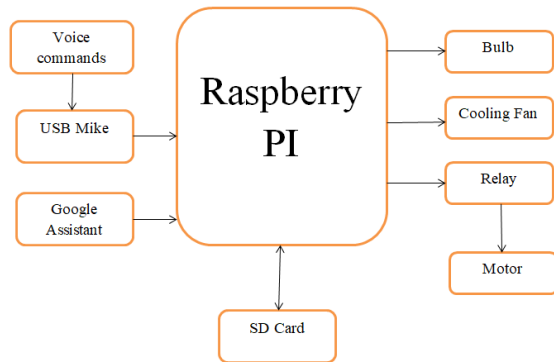 Voice
commands
USB Mike
Google
Assistant
Raspberry
PI
SD Card
Bulb
Cooling Fan
Relay
Motor